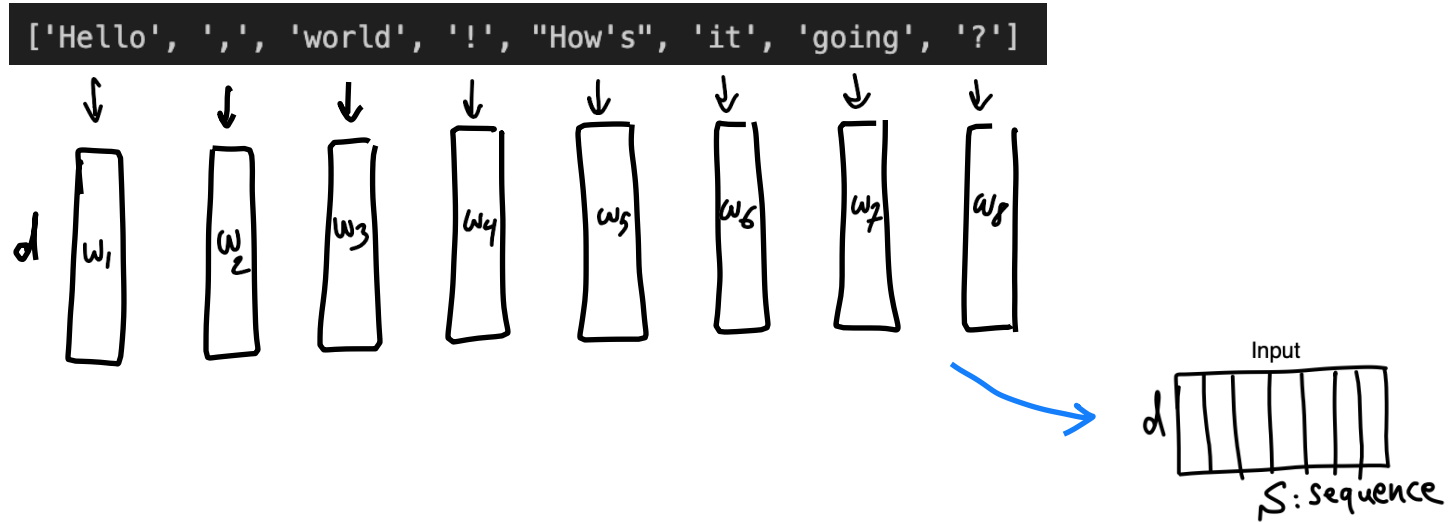 ['Hello', ',', 'world', '!', "How's", 'it', 'going', '?']
d w1 w2 w3 w4 w5 w6 w7 w8
Input
d
S: sequence